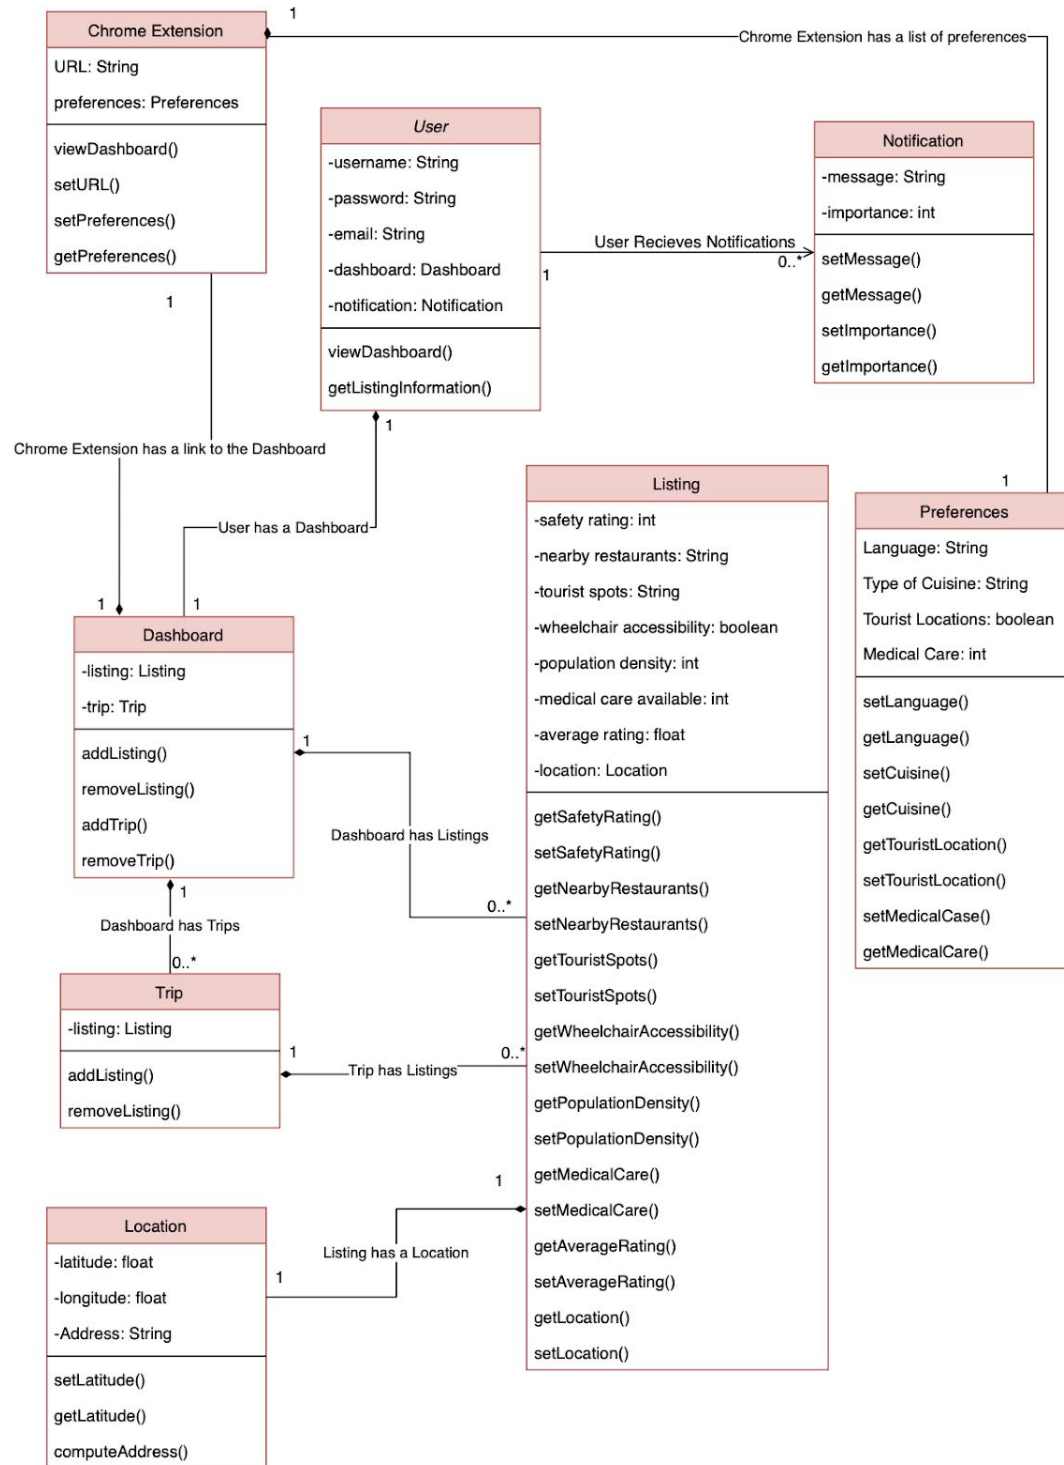 Chrome Extension
URL: String
preferences: Preferences
viewDashboard()
setURL()
setPreferences()
getPreferences()
1
Chrome Extension has a list of preferences
1
User
-username: String
-password: String
-email: String
-dashboard: Dashboard
-notification: Notification
viewDashboard()
getListingInformation()
User Recieves Notifications
1
0..*
Notification
-message: String
-importance: int
setMessage()
getMessage()
setImportance()
getImportance()
1
Chrome Extension has a link to the Dashboard
1
1
User has a Dashboard
1
Dashboard
-listing: Listing
-trip: Trip
addListing()
removeListing()
addTrip()
removeTrip()
1
Dashboard has Listings
0..*
1
Dashboard has Trips
0..*
Trip
-listing: Listing
addListing()
removeListing()
1
Trip has Listings
0..*
Listing
-safety rating: int
-nearby restaurants: String
-tourist spots: String
-wheelchair accessibility: boolean
-population density: int
-medical care available: int
-average rating: float
-location: Location
getSafetyRating()
setSafetyRating()
getNearbyRestaurants()
setNearbyRestaurants()
getTouristSpots()
setTouristSpots()
getWheelchairAccessibility()
setWheelchairAccessibility()
getPopulationDensity()
setPopulationDensity()
getMedicalCare()
setMedicalCare()
getAverageRating()
setAverageRating()
getLocation()
setLocation()
Preferences
Language: String
Type of Cuisine: String
Tourist Locations: boolean
Medical Care: int
setLanguage()
getLanguage()
setCuisine()
getCuisine()
getTouristLocation()
setTouristLocation()
setMedicalCase()
getMedicalCare()
1
Listing has a Location
1
Location
-latitude: float
-longitude: float
-Address: String
setLatitude()
getLatitude()
computeAddress()